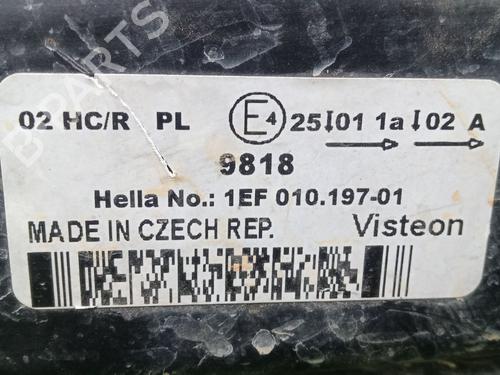 B-PARTS
02 HC/R PL E4 25 01 1a 02 A
9818
Hella No.: 1EF 010.197-01
MADE IN CZECH REP. Visteon